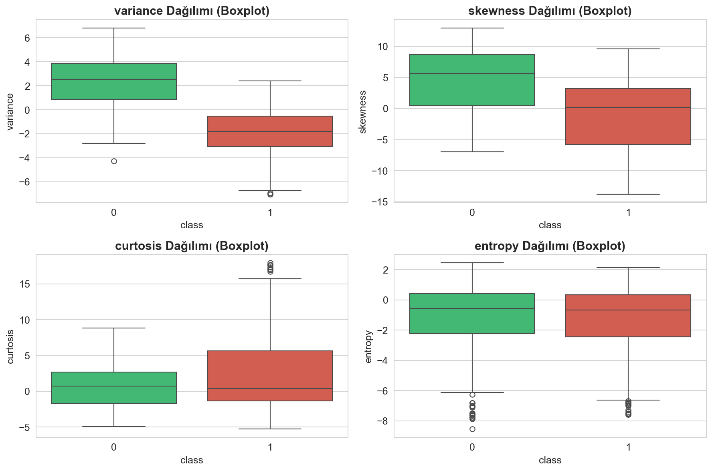 variance Dağılımı (Boxplot)
6
4
2
0
−2
−4
−6
variance
0
1
class
skewness Dağılımı (Boxplot)
10
5
0
−5
−10
−15
skewness
0
1
class
curtosis Dağılımı (Boxplot)
15
10
5
0
−5
curtosis
0
1
class
entropy Dağılımı (Boxplot)
2
0
−2
−4
−6
−8
entropy
0
1
class